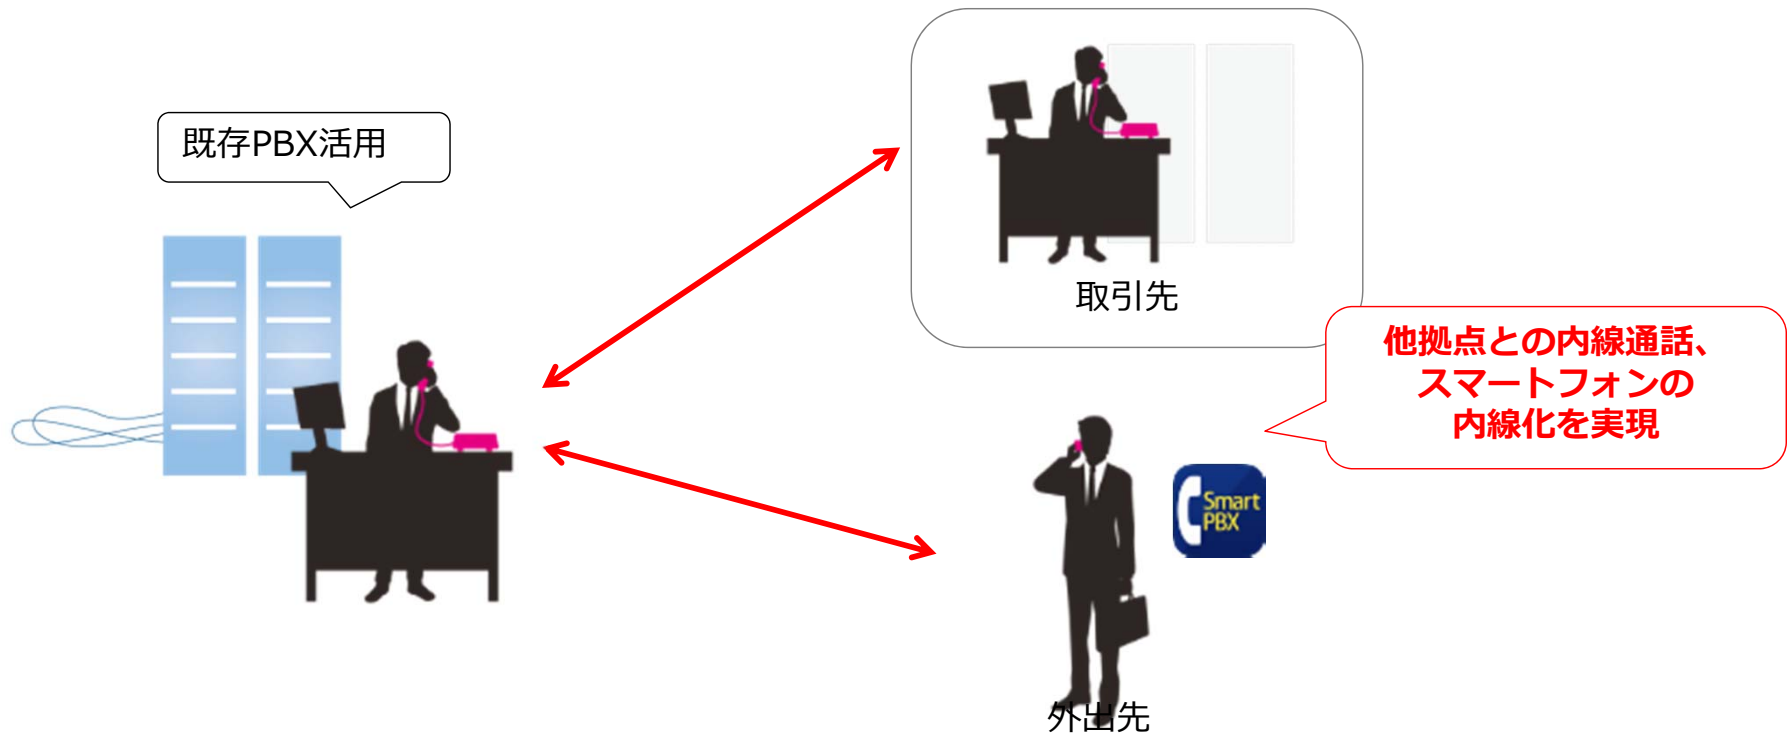 既存PBX活用
取引先
他拠点との内線通話、
スマートフォンの
内線化を実現
Smart
PBX
外出先